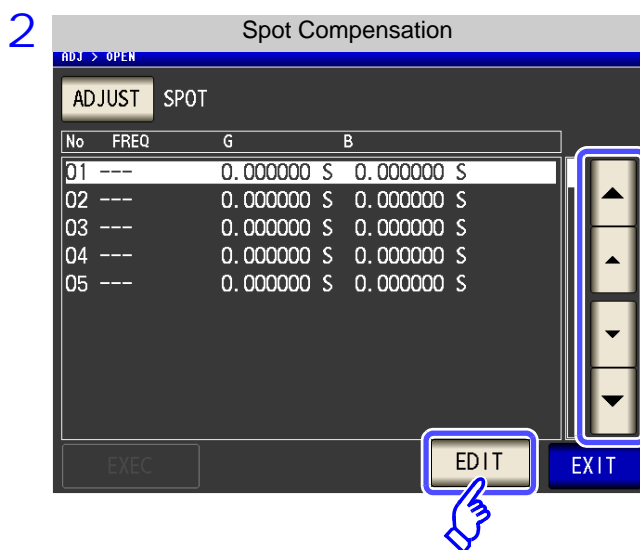 2
Spot Compensation
ADJ > OPEN
ADJUST SPOT
No FREQ G B
01 --- 0.000000 S 0.000000 S
02 --- 0.000000 S 0.000000 S
03 --- 0.000000 S 0.000000 S
04 --- 0.000000 S 0.000000 S
05 --- 0.000000 S 0.000000 S
EXEC EDIT EXIT